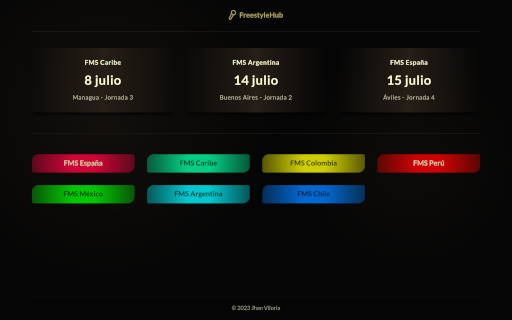 FreestyleHub
FMS Caribe
8 julio
Managua - Jornada 3
FMS Argentina
14 julio
Buenos Aires - Jornada 2
FMS España
15 julio
Áviles - Jornada 4
FMS España
FMS Caribe
FMS Colombia
FMS Perú
FMS México
FMS Argentina
FMS Chile
© 2023 Jhan Viloria